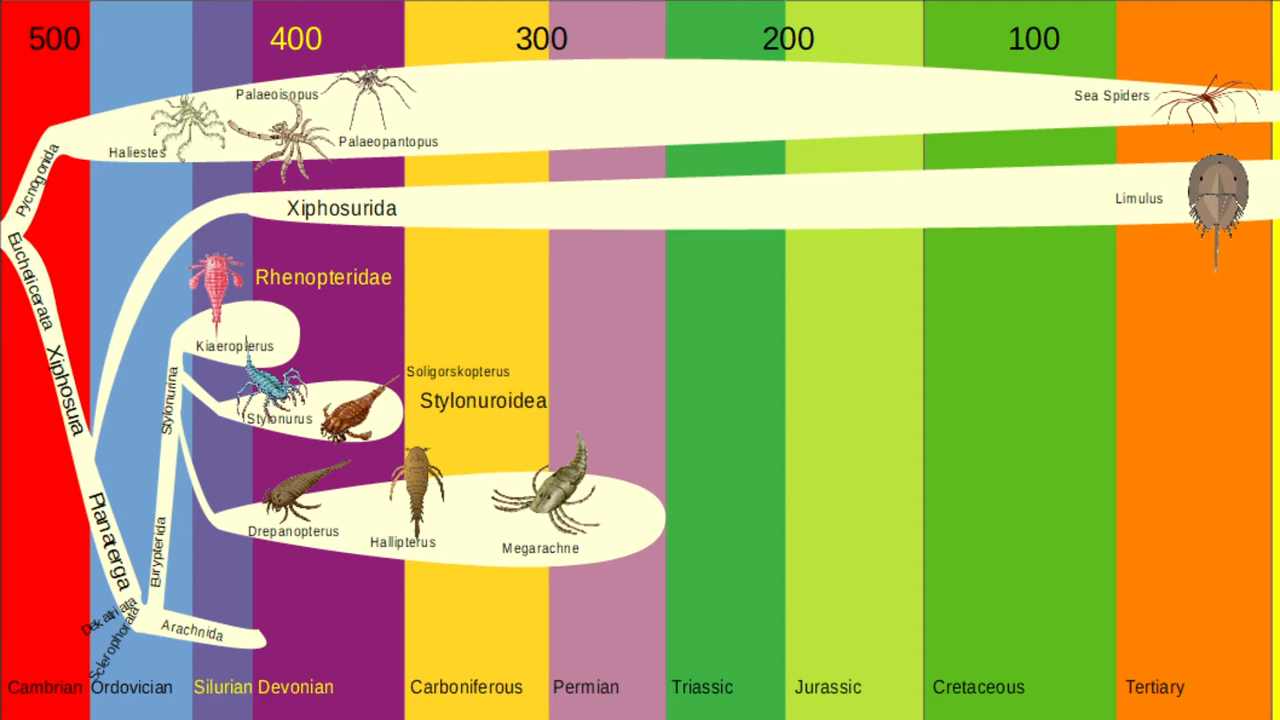 500
400
300
200
100
Palaeoisopus
Sea Spiders
Palaeopantopus
Haliestes
Pycnogonida
Limulus
Xiphosurida
Euchelicerata
Rhenopteridae
Kiaeropterus
Xiphosura
Soligorskopterus
Stylonuroidea
Stylonurina
Stylonurus
Drepanopterus
Hallipterus
Megarachne
Planaterga
Eurypterida
Dekatriata
Arachnida
Sclerophorata
Cambrian
Ordovician
Silurian
Devonian
Carboniferous
Permian
Triassic
Jurassic
Cretaceous
Tertiary